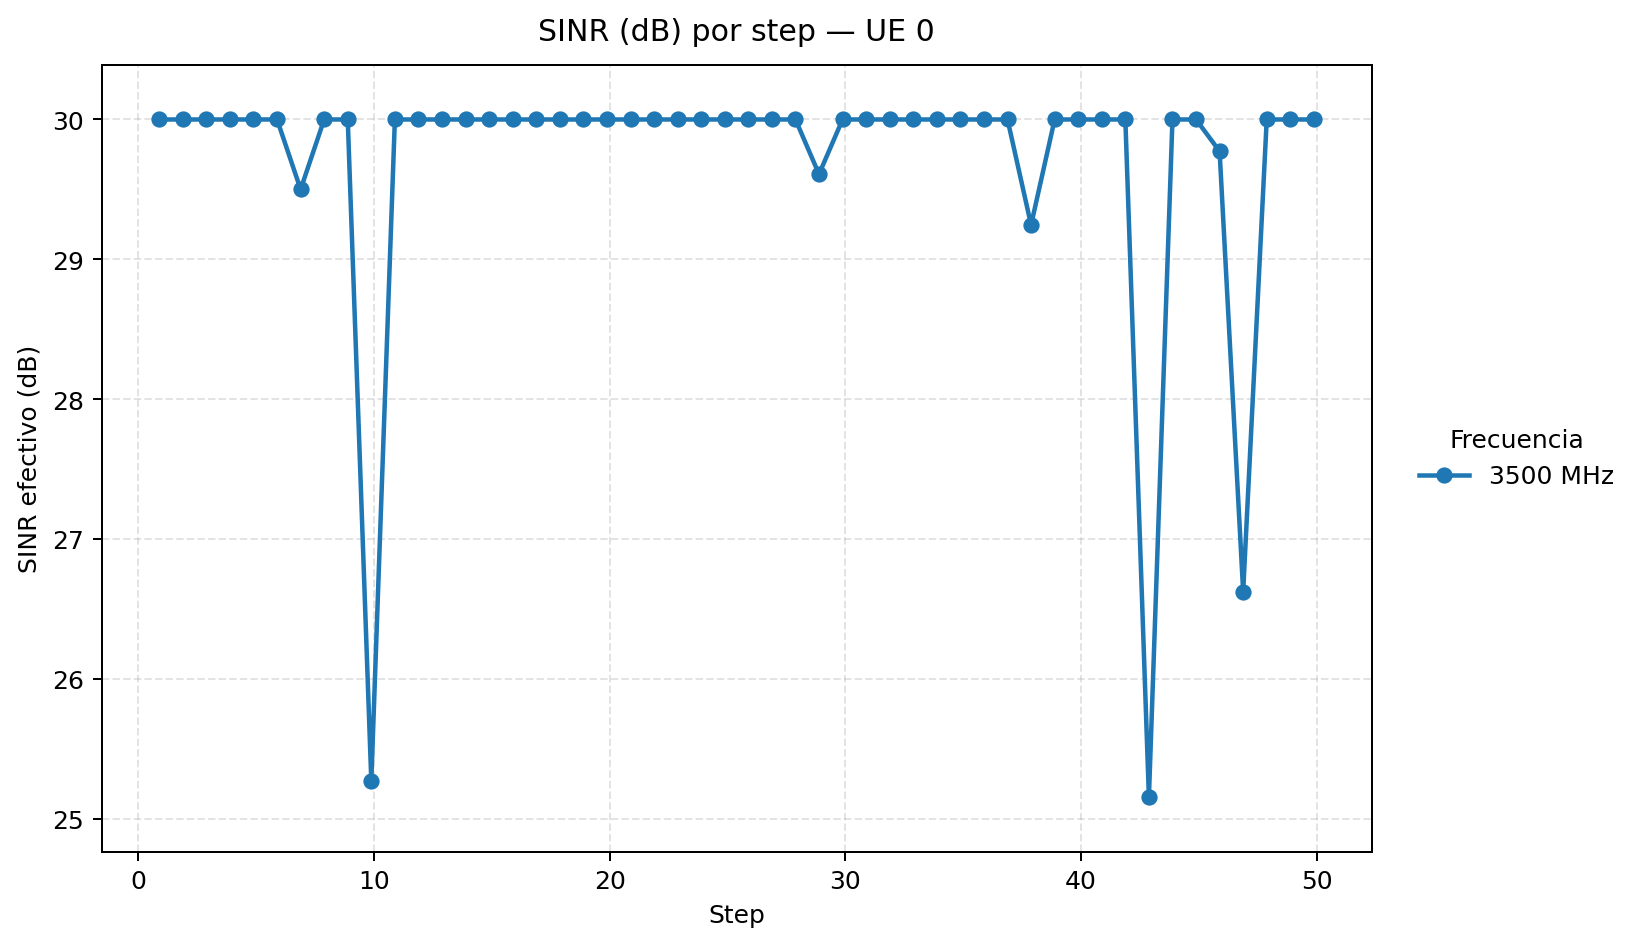 SINR (dB) por step — UE 0
SINR efectivo (dB)
30
29
28
27
26
25
0 10 20 30 40 50
Step
Frecuencia
3500 MHz